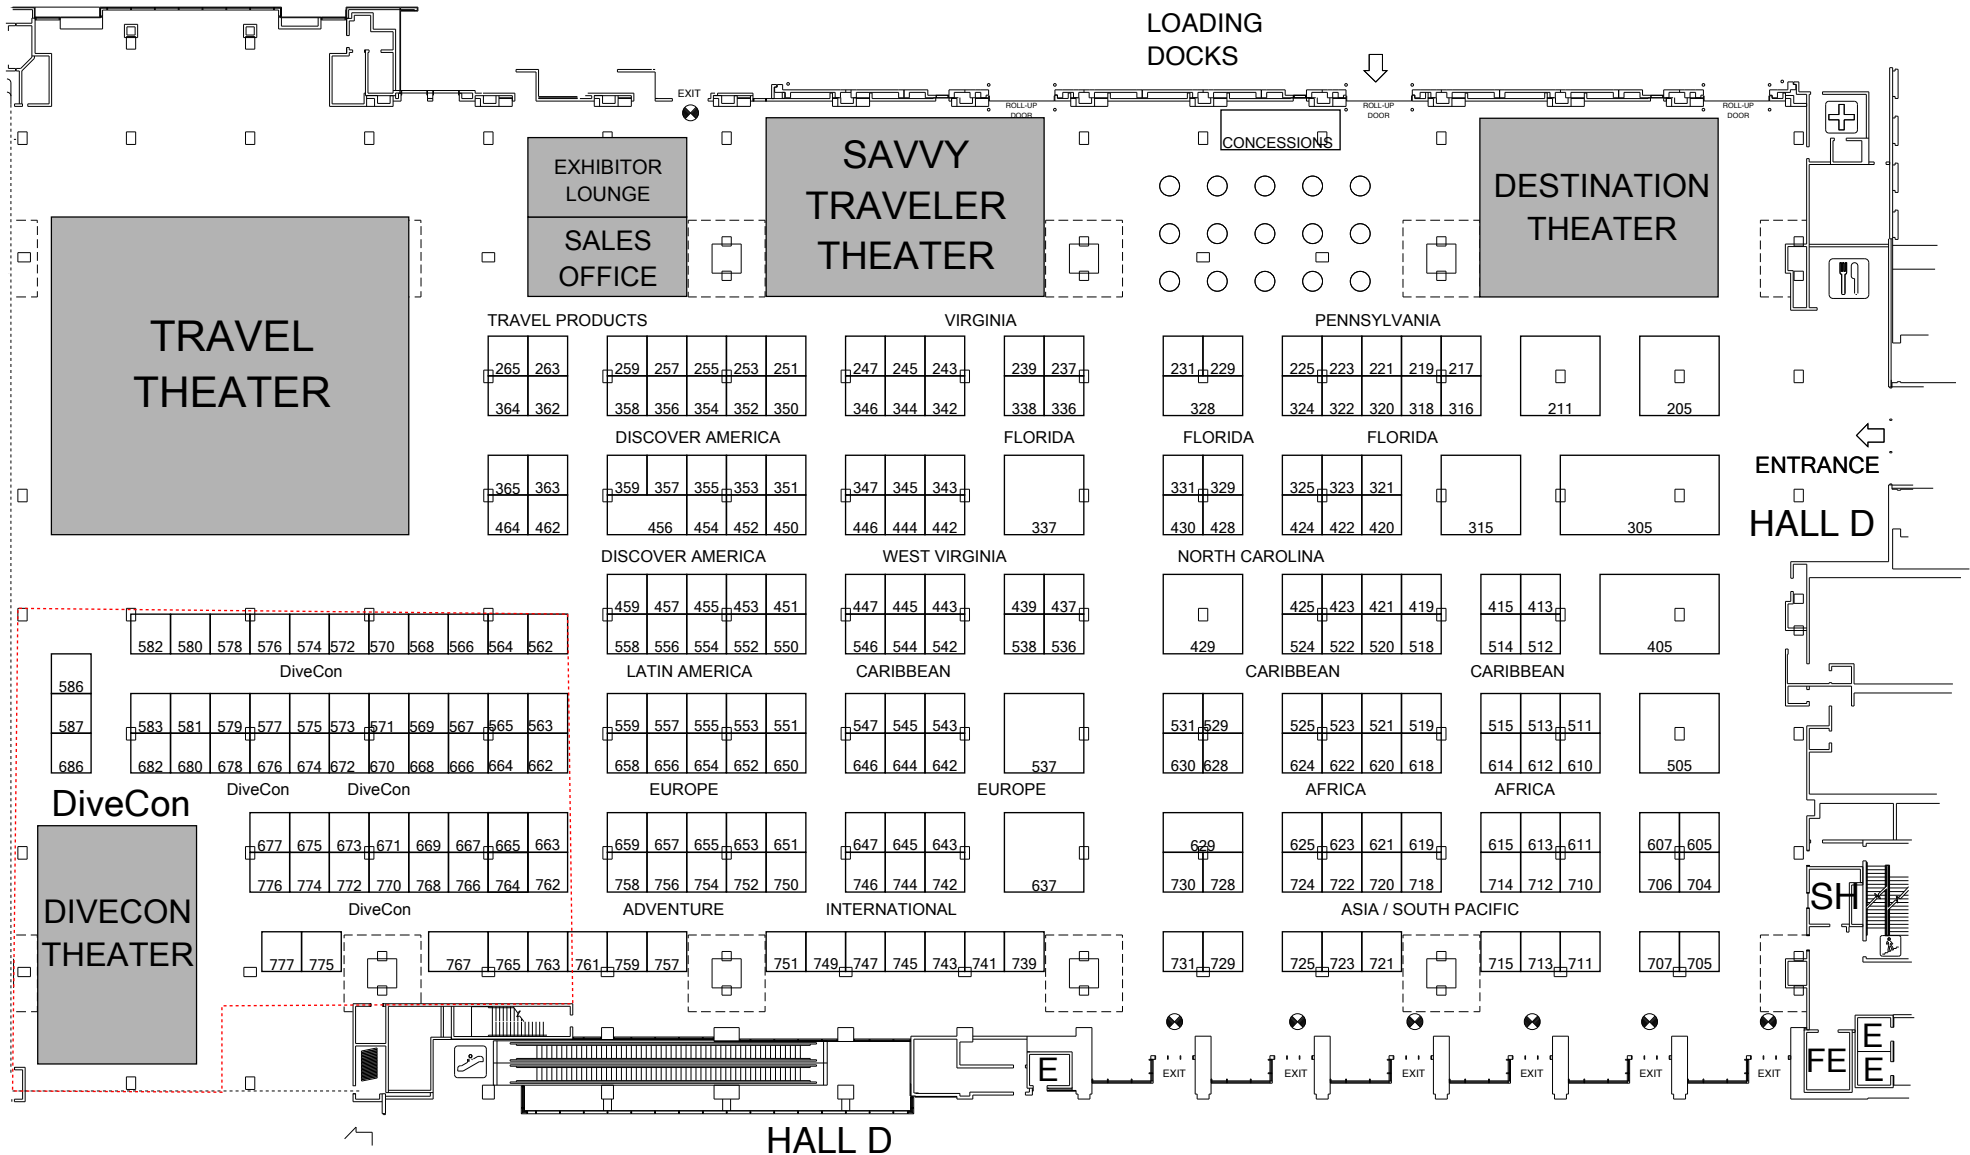 LOADING
DOCKS
EXIT
ROLL-UP
DOOR
ROLL-UP
DOOR
ROLL-UP
DOOR
CONCESSIONS
EXHIBITOR
LOUNGE
SALES
OFFICE
SAVVY
TRAVELER
THEATER
DESTINATION
THEATER
TRAVEL
THEATER
TRAVEL PRODUCTS VIRGINIA PENNSYLVANIA
265 263 259 257 255 253 251 247 245 243 239 237 231 229 225 223 221 219 217
364 362 358 356 354 352 350 346 344 342 338 336 328 324 322 320 318 316 211 205
DISCOVER AMERICA FLORIDA FLORIDA FLORIDA
ENTRANCE
365 363 359 357 355 353 351 347 345 343 331 329 325 323 321
464 462 456 454 452 450 446 444 442 337 430 428 424 422 420 315 305
HALL D
DISCOVER AMERICA WEST VIRGINIA NORTH CAROLINA
459 457 455 453 451 447 445 443 439 437 425 423 421 419 415 413
582 580 578 576 574 572 570 568 566 564 562 558 556 554 552 550 546 544 542 538 536 429 524 522 520 518 514 512 405
DiveCon LATIN AMERICA CARIBBEAN CARIBBEAN CARIBBEAN
586
587 583 581 579 577 575 573 571 569 567 565 563 559 557 555 553 551 547 545 543 531 529 525 523 521 519 515 513 511
686 682 680 678 676 674 672 670 668 666 664 662 658 656 654 652 650 646 644 642 537 630 628 624 622 620 618 614 612 610 505
DiveCon DiveCon EUROPE EUROPE AFRICA AFRICA
DiveCon
677 675 673 671 669 667 665 663 659 657 655 653 651 647 645 643 629 625 623 621 619 615 613 611 607 605
776 774 772 770 768 766 764 762 758 756 754 752 750 746 744 742 637 730 728 724 722 720 718 714 712 710 706 704
SH
DIVECON
THEATER
DiveCon ADVENTURE INTERNATIONAL ASIA / SOUTH PACIFIC
777 775 767 765 763 761 759 757 751 749 747 745 743 741 739 731 729 725 723 721 715 713 711 707 705
E
FE
E
E
EXIT EXIT EXIT EXIT EXIT EXIT
HALL D